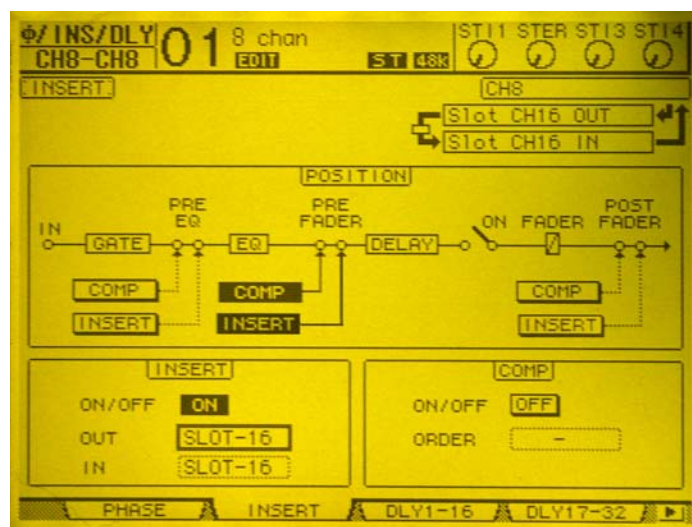 Φ/INS/DLY
CH8-CH8
01
8 chan
EDIT
ST 48K
STI1 STER STI3 STI4
INSERT
CH8
Slot CH16 OUT
Slot CH16 IN
POSITION
IN
PRE EQ
PRE FADER
ON
FADER
POST FADER
GATE
EQ
DELAY
COMP
COMP
COMP
INSERT
INSERT
INSERT
INSERT
ON/OFF ON
OUT SLOT-16
IN SLOT-16
COMP
ON/OFF OFF
ORDER -
PHASE INSERT DLY1-16 DLY17-32